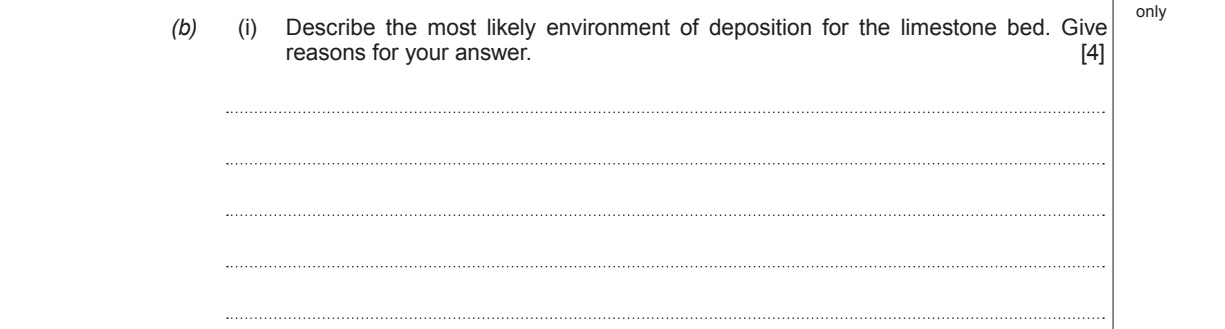 only
(b) (i) Describe the most likely environment of deposition for the limestone bed. Give
reasons for your answer. [4]